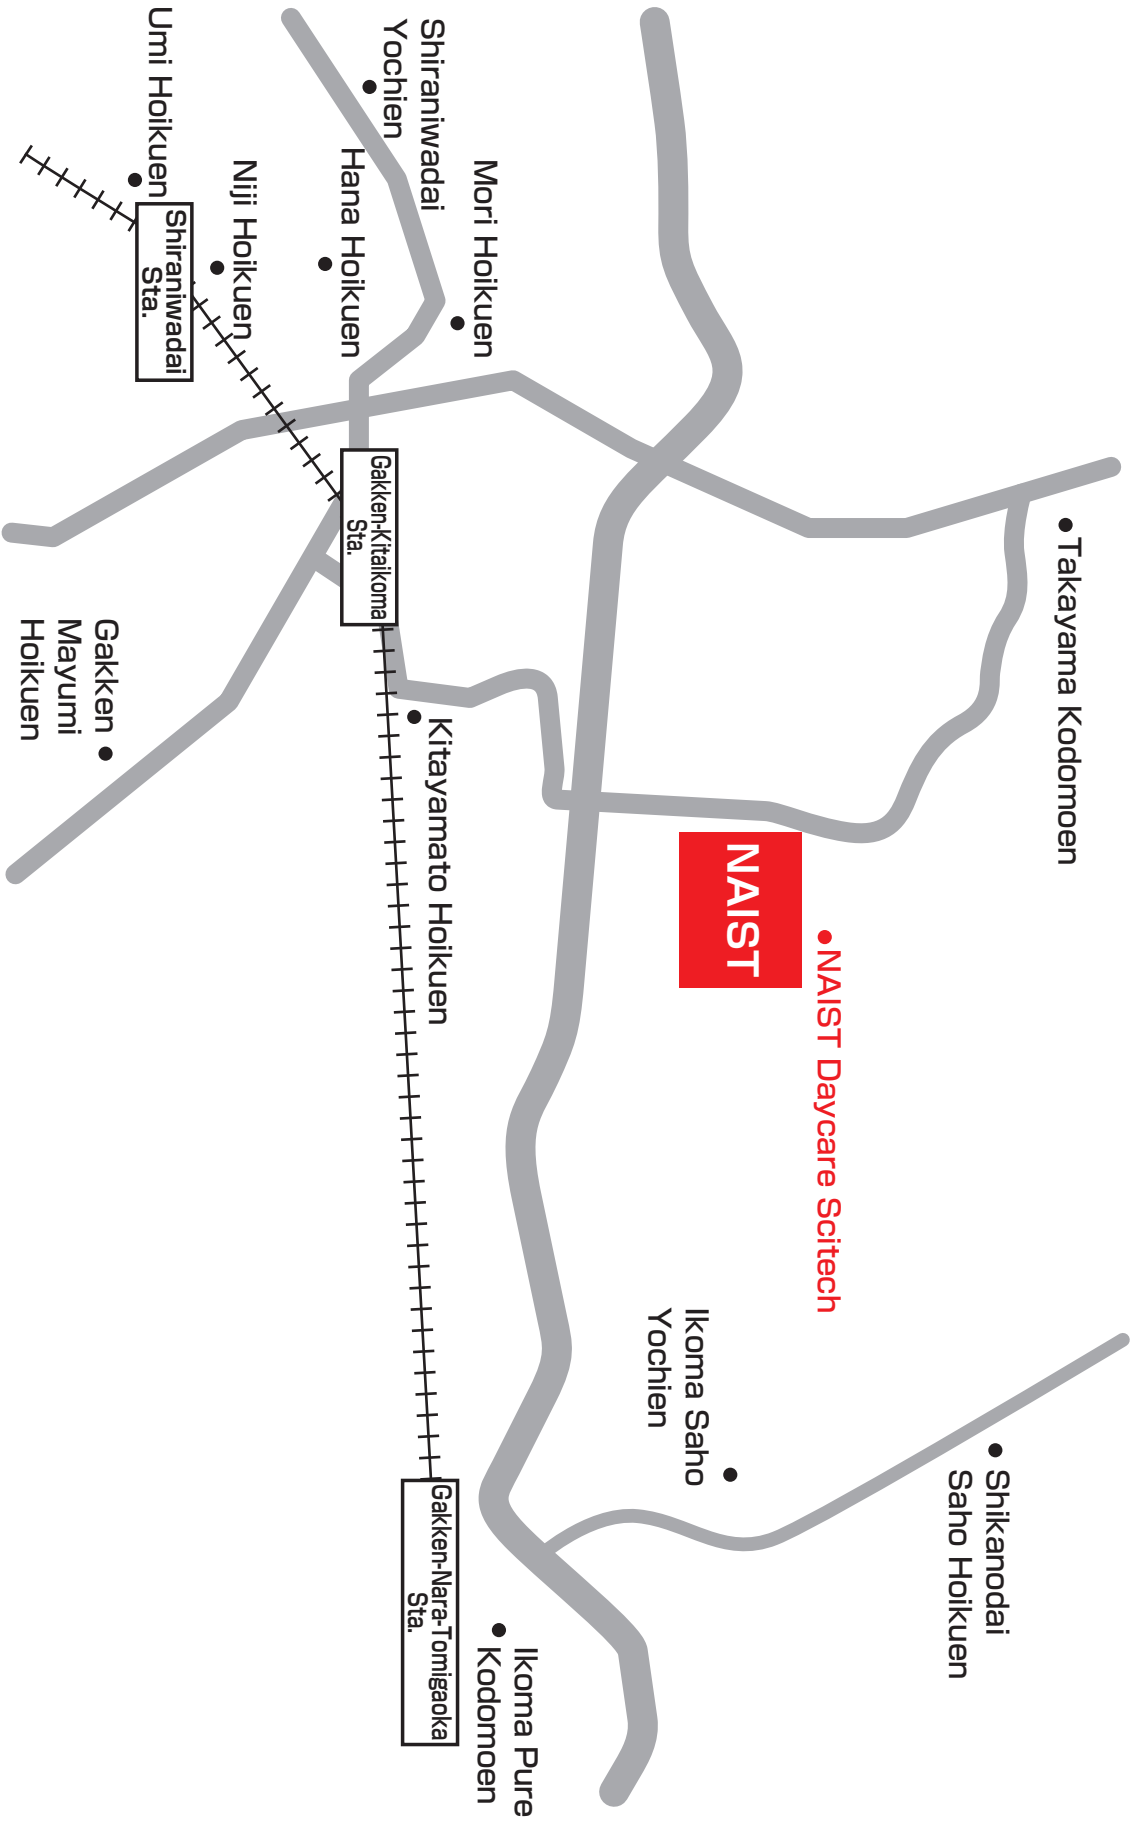 Takayama Kodomoen
Shikanodai
Saho Hoikuen
NAIST Daycare Scitech
NAIST
Ikoma Saho
Yochien
Ikoma Pure
Kodomoen
Mori Hoikuen
Shiraniwadai
Yochien
Kitayamato Hoikuen
Gakken-Nara-Tomigaoka
Sta.
Gakken-Kitaikoma
Sta.
Hana Hoikuen
Niji Hoikuen
Shiraniwadai
Sta.
Umi Hoikuen
Gakken
Mayumi
Hoikuen